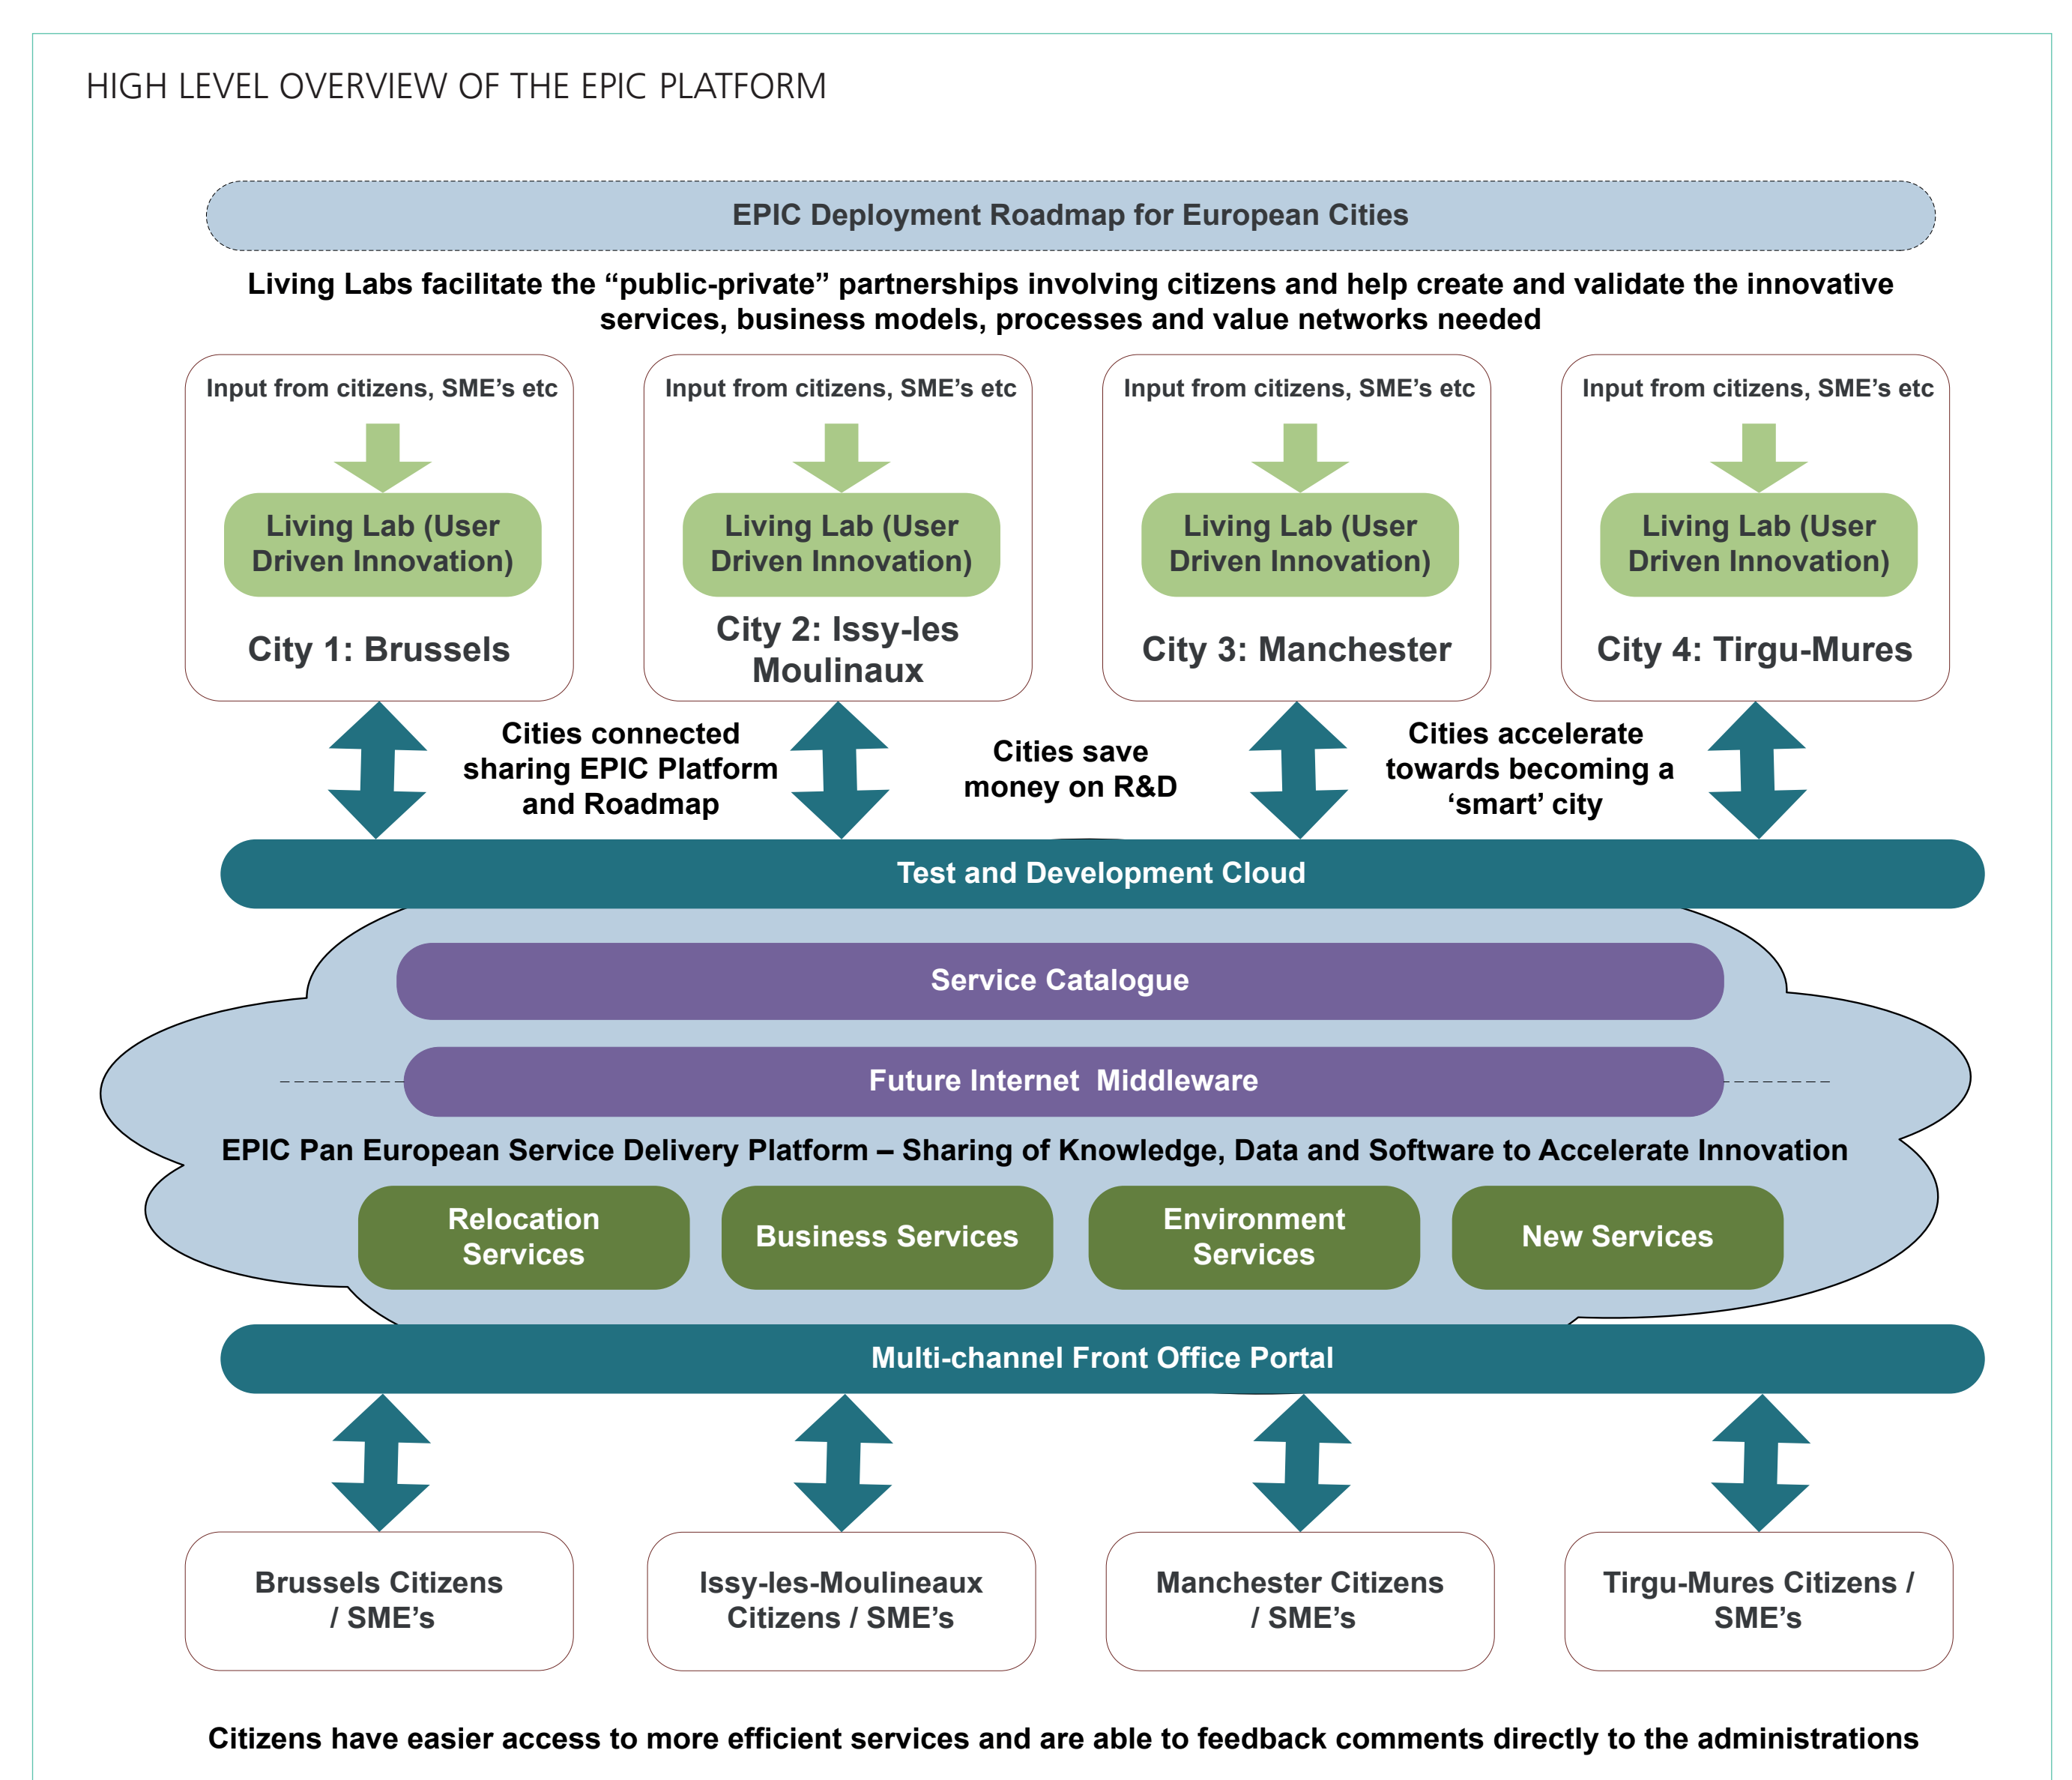 HIGH LEVEL OVERVIEW OF THE EPIC PLATFORM
EPIC Deployment Roadmap for European Cities
Living Labs facilitate the “public-private” partnerships involving citizens and help create and validate the innovative
services, business models, processes and value networks needed
Input from citizens, SME’s etc
Living Lab (User
Driven Innovation)
City 1: Brussels
Input from citizens, SME’s etc
Living Lab (User
Driven Innovation)
City 2: Issy-les
Moulinaux
Input from citizens, SME’s etc
Living Lab (User
Driven Innovation)
City 3: Manchester
Input from citizens, SME’s etc
Living Lab (User
Driven Innovation)
City 4: Tirgu-Mures
Cities connected
sharing EPIC Platform
and Roadmap
Cities save
money on R&D
Cities accelerate
towards becoming a
‘smart’ city
Test and Development Cloud
Service Catalogue
Future Internet  Middleware
EPIC Pan European Service Delivery Platform – Sharing of Knowledge, Data and Software to Accelerate Innovation
Relocation
Services
Business Services
Environment
Services
New Services
Multi-channel Front Office Portal
Brussels Citizens
/ SME’s
Issy-les-Moulineaux
Citizens / SME’s
Manchester Citizens
/ SME’s
Tirgu-Mures Citizens /
SME’s
Citizens have easier access to more efficient services and are able to feedback comments directly to the administrations